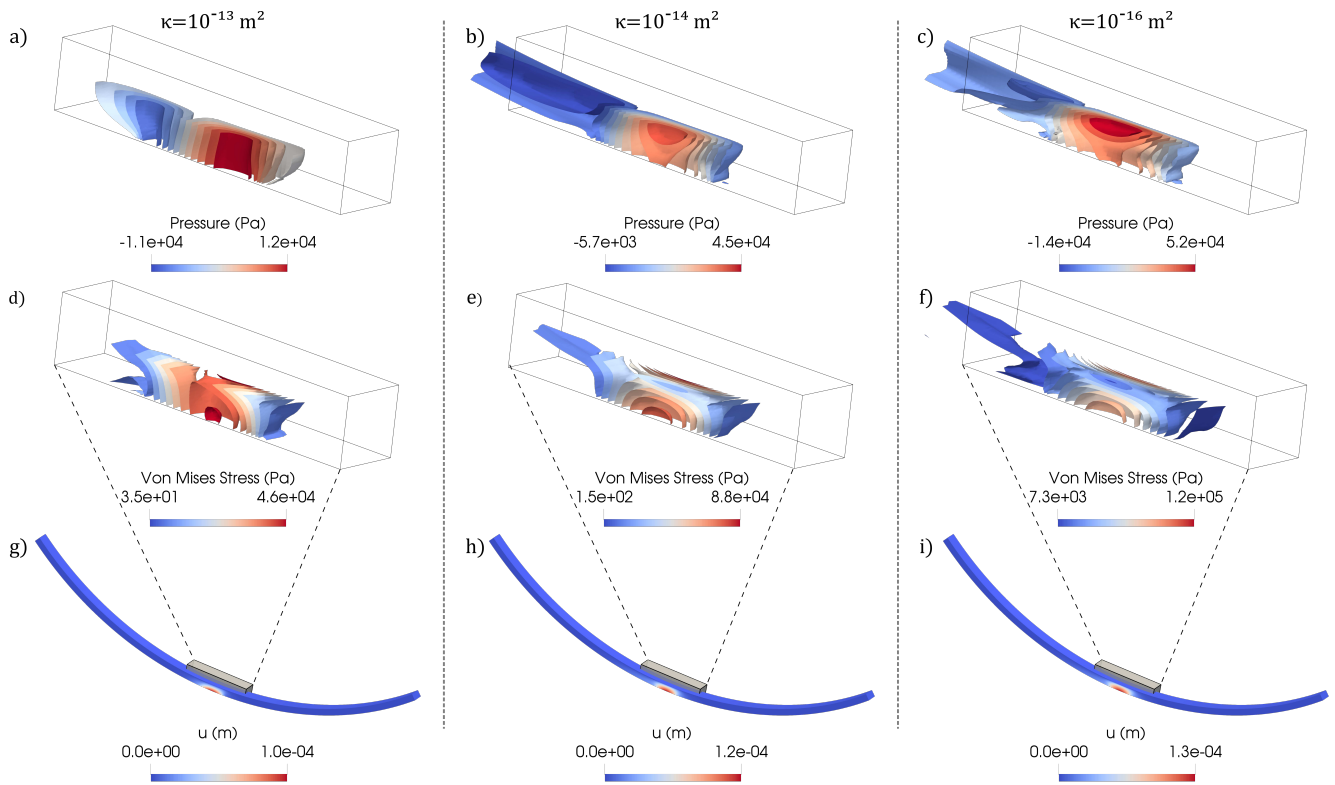 κ=10⁻¹³ m²
κ=10⁻¹⁴ m²
κ=10⁻¹⁶ m²
a)
b)
c)
Pressure (Pa)
-1.1e+04 1.2e+04
Pressure (Pa)
-5.7e+03 4.5e+04
Pressure (Pa)
-1.4e+04 5.2e+04
d)
e)
f)
Von Mises Stress (Pa)
3.5e+01 4.6e+04
Von Mises Stress (Pa)
1.5e+02 8.8e+04
Von Mises Stress (Pa)
7.3e+03 1.2e+05
g)
h)
i)
u (m)
0.0e+00 1.0e-04
u (m)
0.0e+00 1.2e-04
u (m)
0.0e+00 1.3e-04